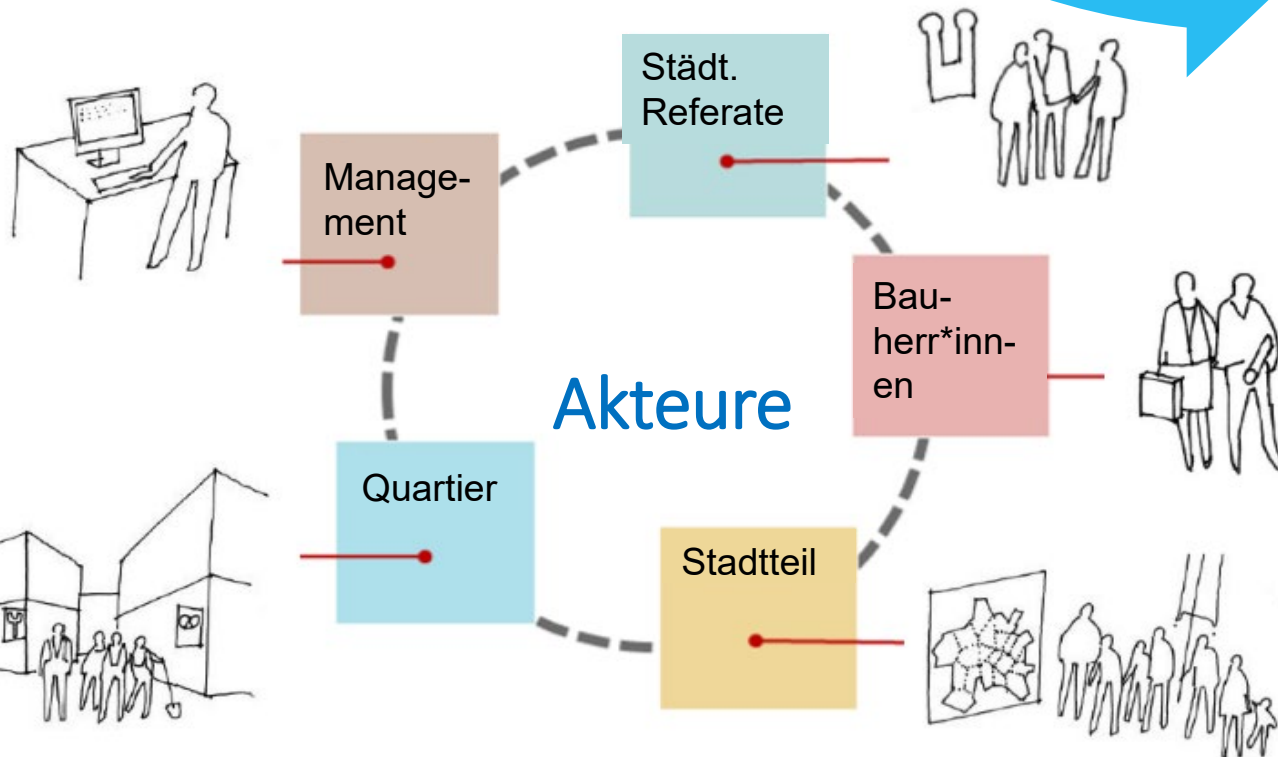 Städt.
Referate
Manage-
ment
Bau-
herr*inn-
en
Akteure
Quartier
Stadtteil